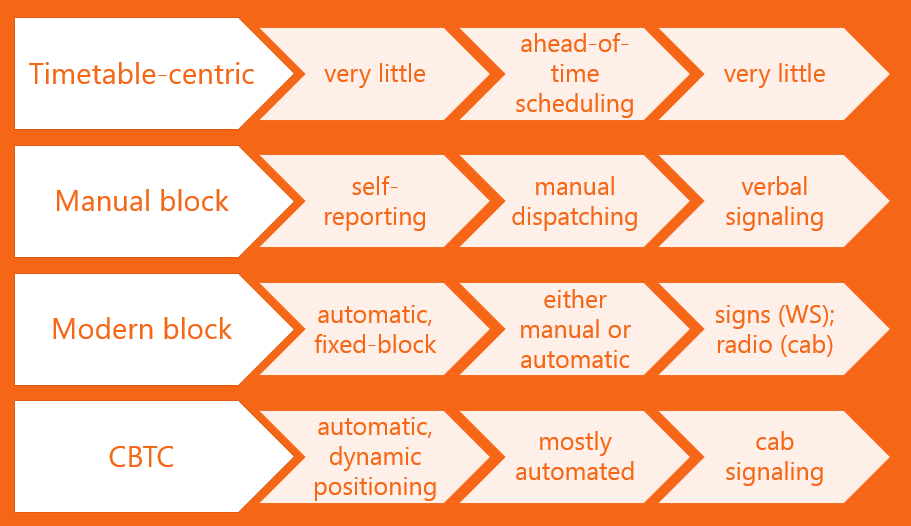 Timetable-centric
very little
ahead-of-
time
scheduling
very little
Manual block
self-
reporting
manual
dispatching
verbal
signaling
Modern block
automatic,
fixed-block
either
manual or
automatic
signs (WS);
radio (cab)
CBTC
automatic,
dynamic
positioning
mostly
automated
cab
signaling